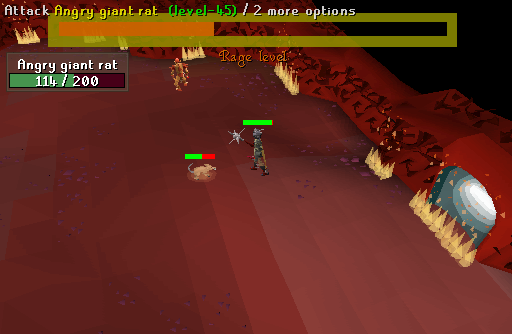 Attack Angry giant rat (level-45) / 2 more options
Rage level
Angry giant rat
114 / 200